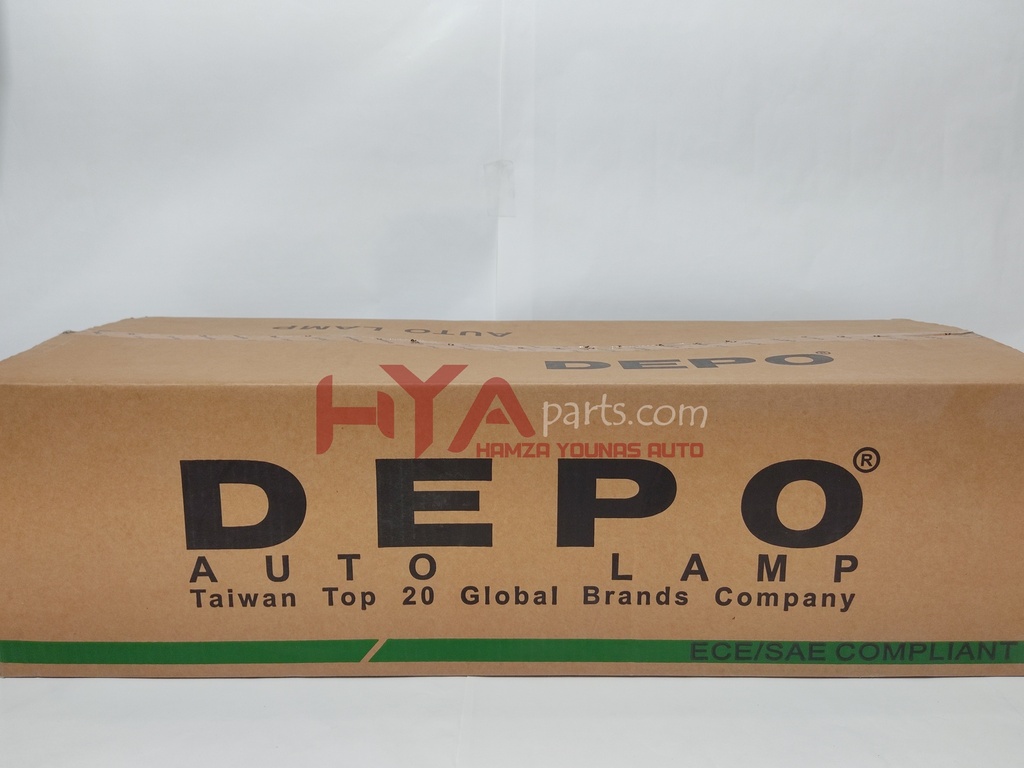 AUTO LAMP
DEPO®
HYAparts.com
HAMZA YOUNAS AUTO
DEPO®
AUTO LAMP
Taiwan Top 20 Global Brands Company
ECE/SAE COMPLIANT